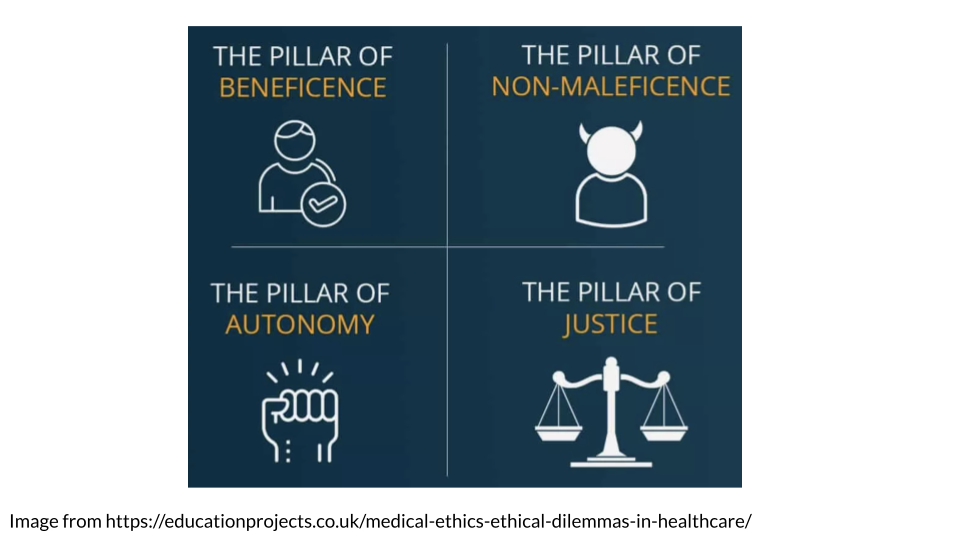 THE PILLAR OF
BENEFICENCE
THE PILLAR OF
NON-MALEFICENCE
THE PILLAR OF
AUTONOMY
THE PILLAR OF
JUSTICE
Image from https://educationprojects.co.uk/medical-ethics-ethical-dilemmas-in-healthcare/